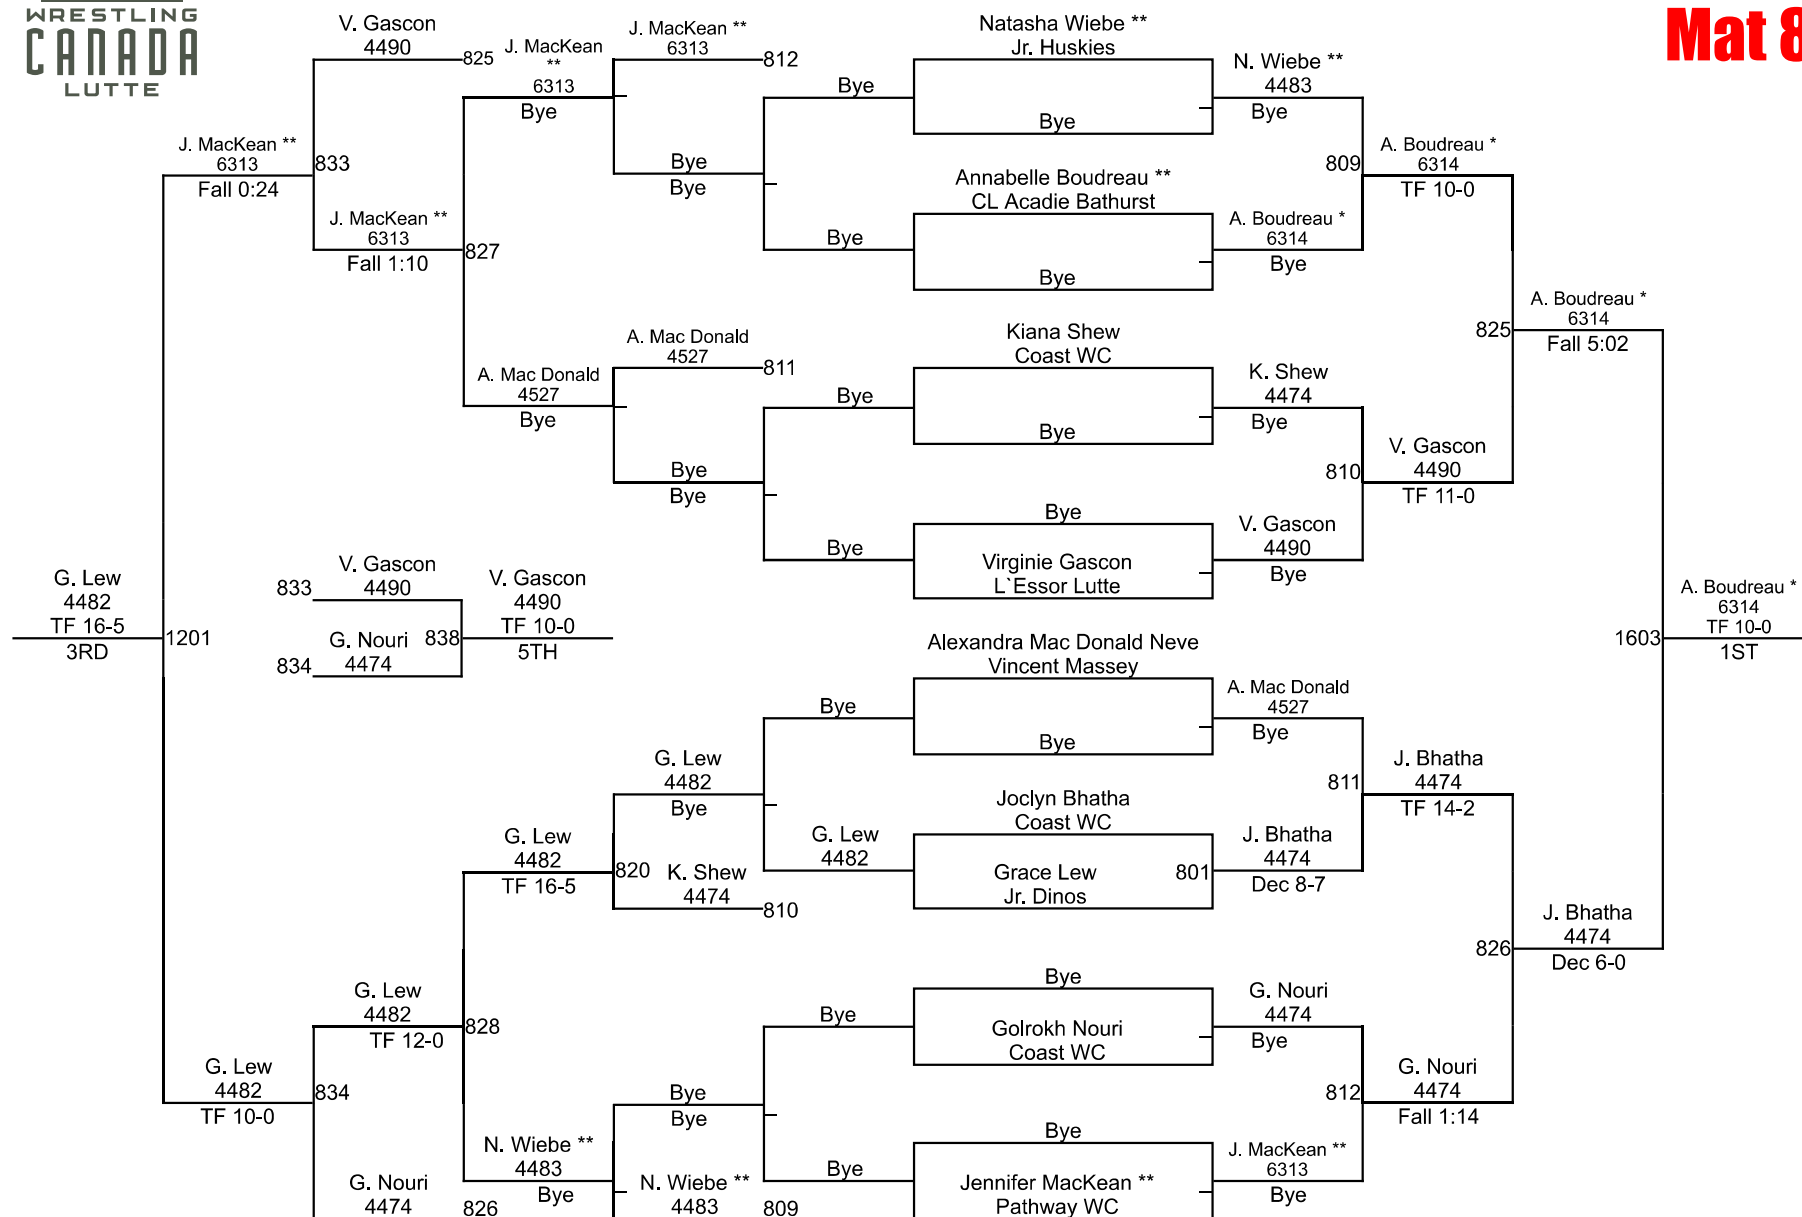 WRESTLING
CANADA
LUTTE
Mat 8
V. Gascon
4490
825
J. MacKean
**
6313
Bye
J. MacKean **
6313
812
Bye
Bye
Bye
Natasha Wiebe **
Jr. Huskies
Bye
N. Wiebe **
4483
Bye
809
A. Boudreau *
6314
TF 10-0
J. MacKean **
6313
Fall 0:24
833
J. MacKean **
6313
Fall 1:10
827
Annabelle Boudreau **
CL Acadie Bathurst
Bye
Bye
A. Boudreau *
6314
Bye
825
A. Boudreau *
6314
Fall 5:02
A. Mac Donald
4527
Bye
A. Mac Donald
4527
811
Bye
Bye
Bye
Kiana Shew
Coast WC
Bye
K. Shew
4474
Bye
810
V. Gascon
4490
TF 11-0
Bye
Bye
Virginie Gascon
L`Essor Lutte
V. Gascon
4490
Bye
G. Lew
4482
TF 16-5
3RD
1201
833
V. Gascon
4490
834
G. Nouri
4474
838
V. Gascon
4490
TF 10-0
5TH
1603
A. Boudreau *
6314
TF 10-0
1ST
Alexandra Mac Donald Neve
Vincent Massey
Bye
Bye
A. Mac Donald
4527
Bye
G. Lew
4482
Bye
811
J. Bhatha
4474
TF 14-2
G. Lew
4482
TF 16-5
820
K. Shew
4474
810
G. Lew
4482
Joclyn Bhatha
Coast WC
Grace Lew
Jr. Dinos
801
J. Bhatha
4474
Dec 8-7
826
J. Bhatha
4474
Dec 6-0
G. Lew
4482
TF 12-0
828
Bye
Bye
Golrokh Nouri
Coast WC
G. Nouri
4474
Bye
G. Lew
4482
TF 10-0
834
Bye
Bye
812
G. Nouri
4474
Fall 1:14
N. Wiebe **
4483
Bye
Bye
Bye
Jennifer MacKean **
Pathway WC
J. MacKean **
6313
Bye
G. Nouri
4474
826
N. Wiebe **
4483
809